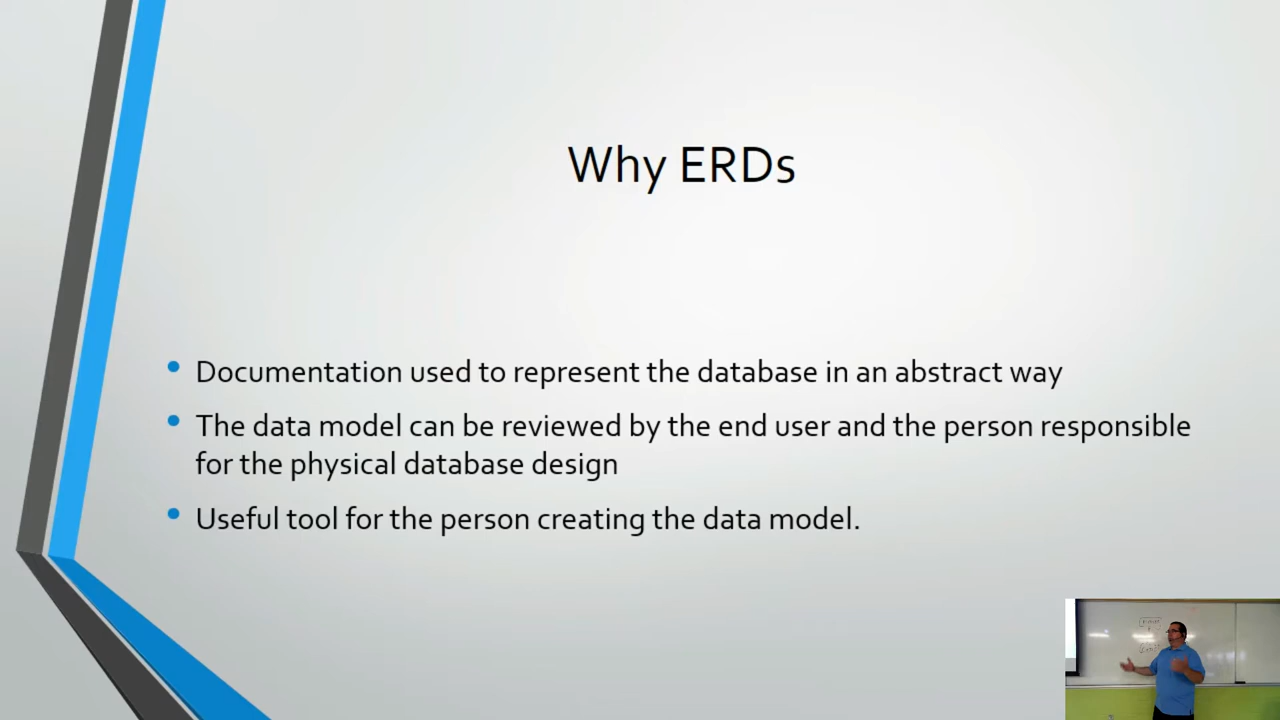 Why ERDs
Documentation used to represent the database in an abstract way
The data model can be reviewed by the end user and the person responsible
for the physical database design
Useful tool for the person creating the data model.